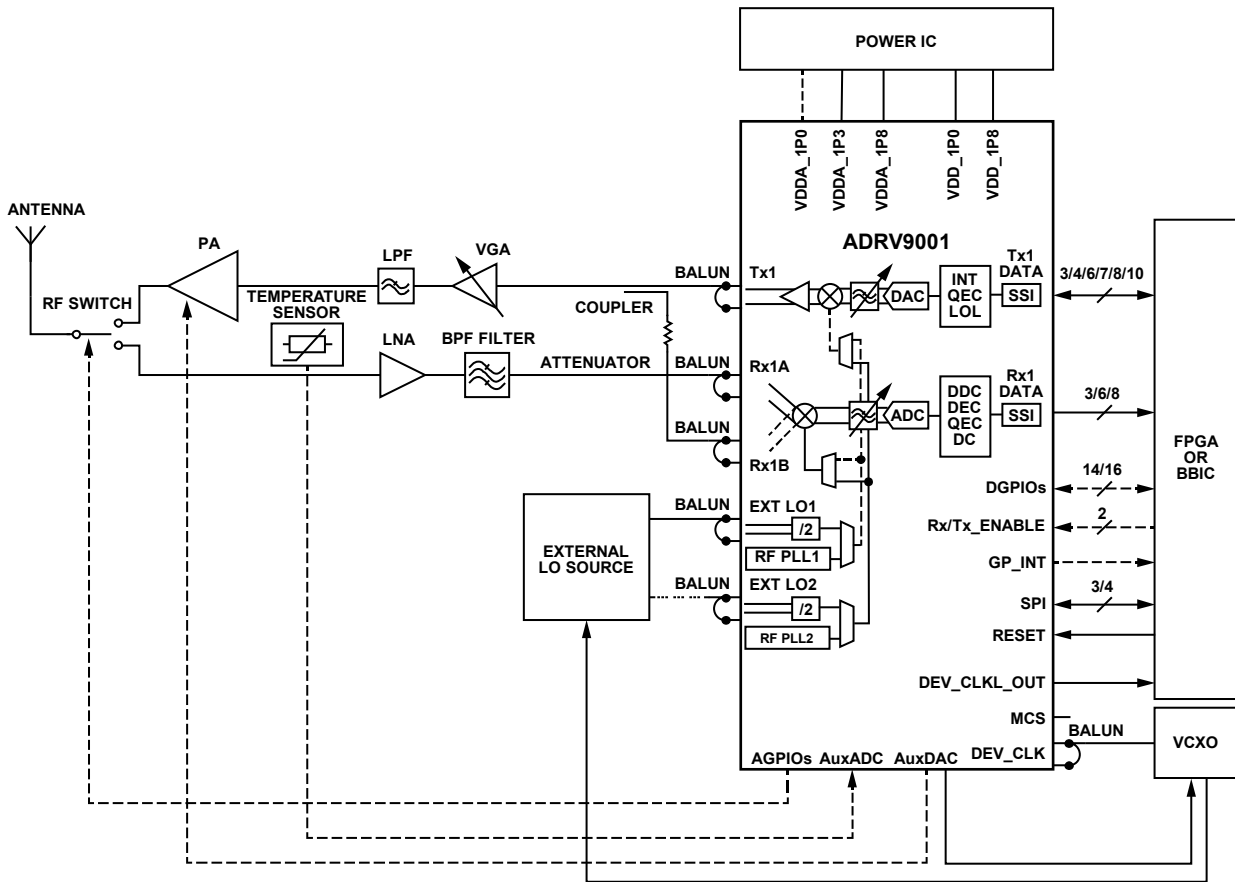 POWER IC
VDDA_1P0
VDDA_1P3
VDDA_1P8
VDD_1P0
VDD_1P8
ADRV9001
ANTENNA
RF SWITCH
PA
LPF
VGA
BALUN
Tx1
DAC
INT
QEC
LOL
Tx1
DATA
SSI
3/4/6/7/8/10
TEMPERATURE
SENSOR
COUPLER
LNA
BPF FILTER
ATTENUATOR
BALUN
Rx1A
ADC
DDC
DEC
QEC
DC
Rx1
DATA
SSI
3/6/8
FPGA
OR
BBIC
BALUN
Rx1B
DGPIOs
14/16
EXTERNAL
LO SOURCE
BALUN
EXT LO1
/2
RF PLL1
Rx/Tx_ENABLE
2
GP_INT
BALUN
EXT LO2
/2
RF PLL2
SPI
3/4
RESET
DEV_CLKL_OUT
MCS
DEV_CLK
BALUN
VCXO
AGPIOs
AuxADC
AuxDAC